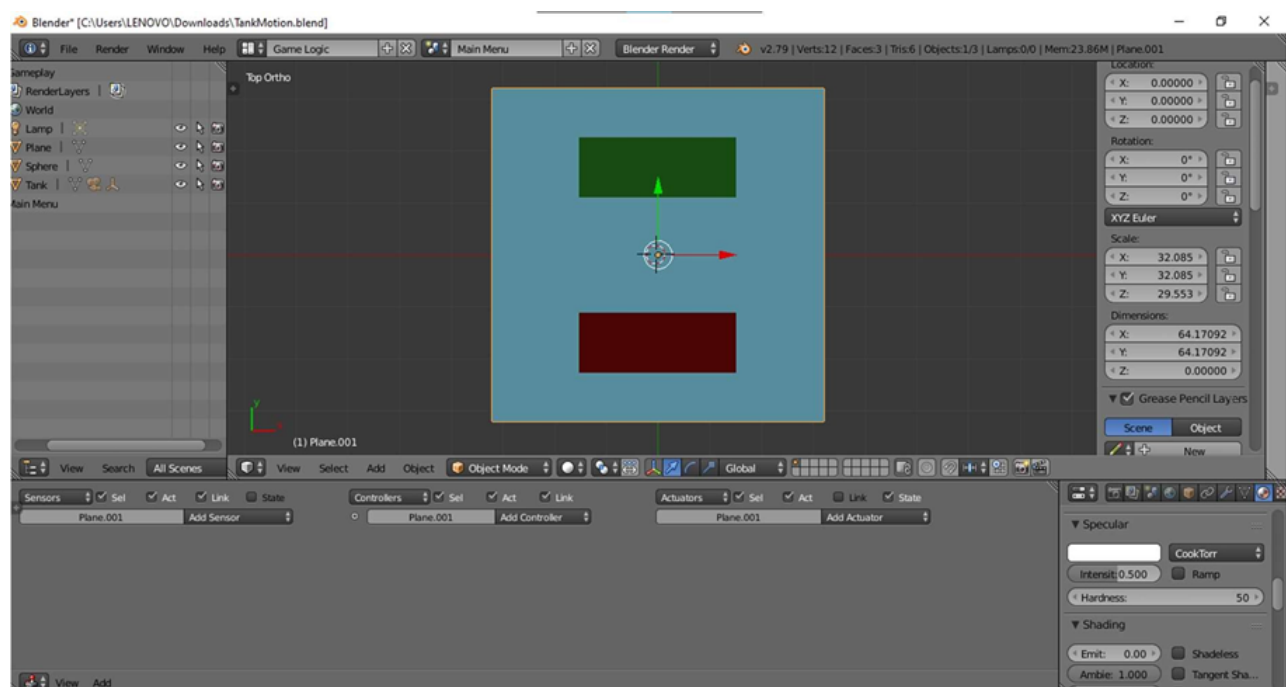 Blender* [C:\Users\LENOVO\Downloads\TankMotion.blend]
File Render Window Help Game Logic Main Menu Blender Render v2.79 | Verts:12 | Faces:3 | Tris:6 | Objects:1/3 | Lamps:0/0 | Mem:23.86M | Plane.001
Gameplay
RenderLayers |
World
Lamp |
Plane |
Sphere |
Tank |
Main Menu
Top Ortho
y
x
(1) Plane.001
Location:
X: 0.00000
Y: 0.00000
Z: 0.00000
Rotation:
X: 0°
Y: 0°
Z: 0°
XYZ Euler
Scale:
X: 32.085
Y: 32.085
Z: 29.553
Dimensions:
X: 64.17092
Y: 64.17092
Z: 0.00000
Grease Pencil Layers
Scene Object
New
View Search All Scenes View Select Add Object Object Mode Global
Sensors Sel Act Link State Controllers Sel Act Link Actuators Sel Act Link State
Plane.001 Add Sensor Plane.001 Add Controller Plane.001 Add Actuator
Specular
CookTorr
Intensit:0.500 Ramp
Hardness: 50
Shading
Emit: 0.00 Shadeless
Ambie: 1.000 Tangent Sha...
View Add